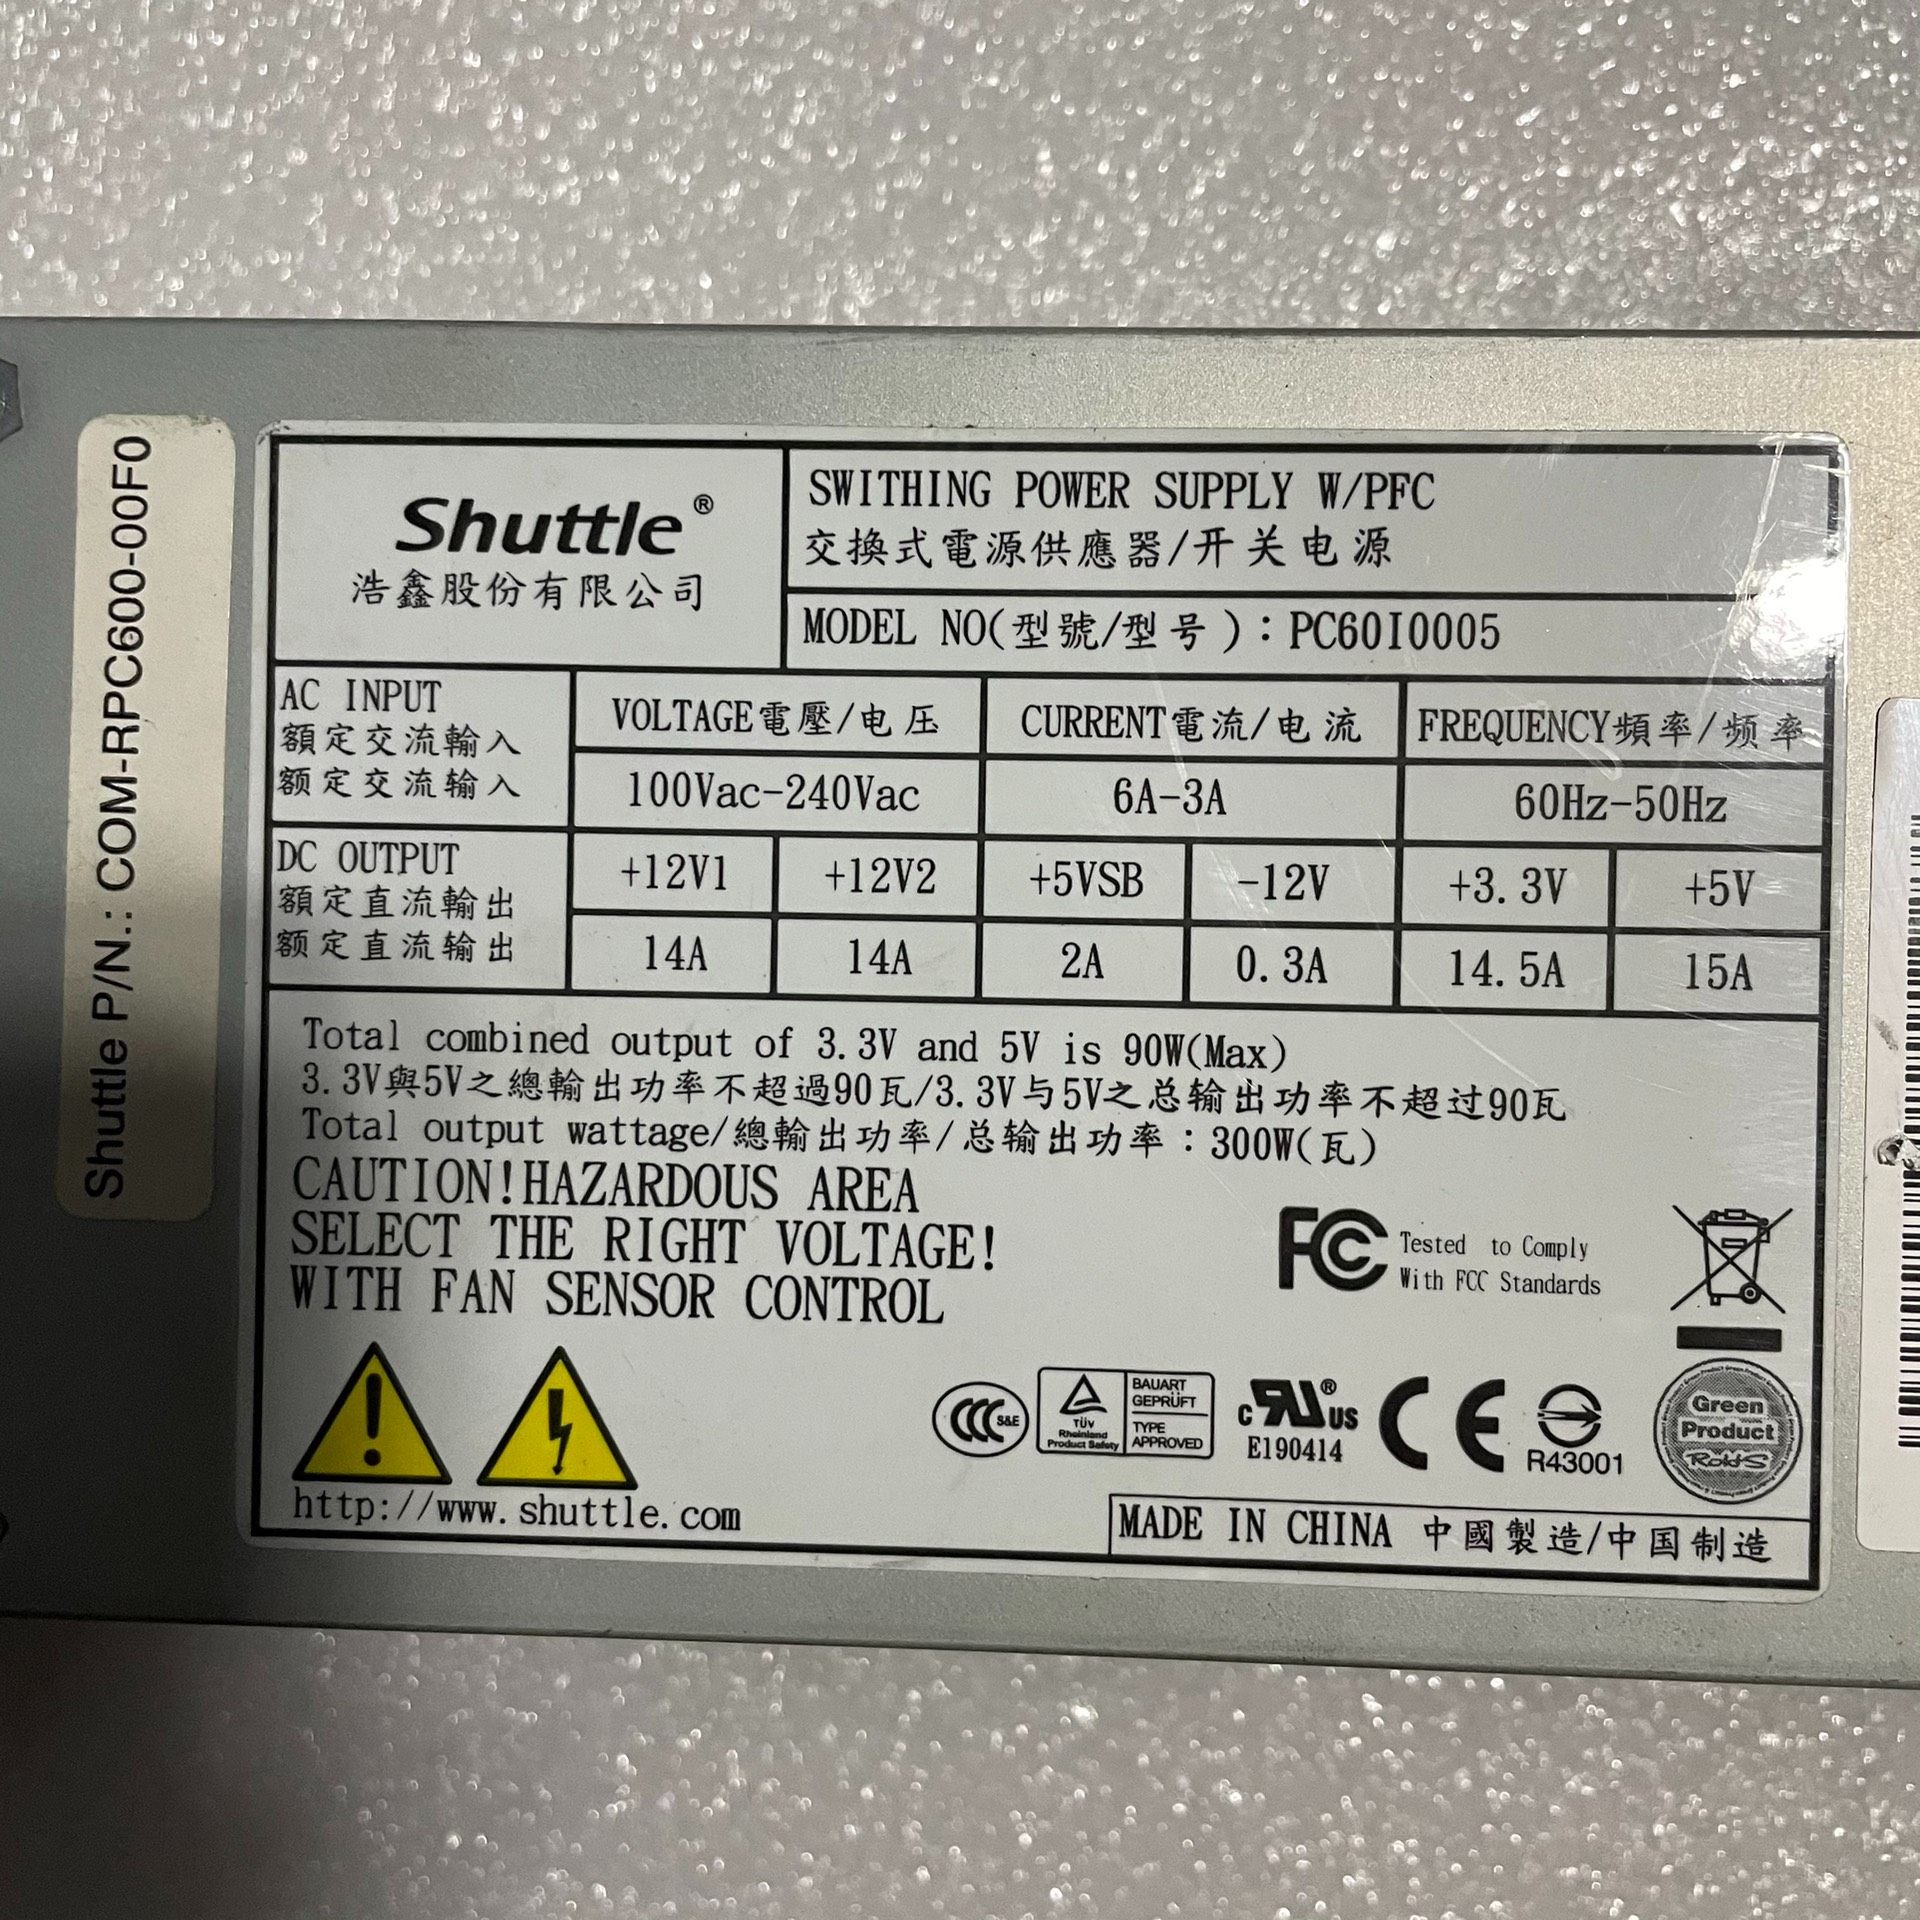 Shuttle P/N.: COM-RPC600-00F0
Shuttle®
浩鑫股份有限公司
SWITHING POWER SUPPLY W/PFC
交換式電源供應器/开关电源
MODEL NO(型號/型号): PC60I0005
AC INPUT
額定交流輸入
额定交流输入
VOLTAGE電壓/电压
CURRENT電流/电流
FREQUENCY頻率/频率
100Vac-240Vac
6A-3A
60Hz-50Hz
DC OUTPUT
額定直流輸出
额定直流输出
+12V1
+12V2
+5VSB
-12V
+3.3V
+5V
14A
14A
2A
0.3A
14.5A
15A
Total combined output of 3.3V and 5V is 90W(Max)
3.3V與5V之總輸出功率不超過90瓦/3.3V与5V之总输出功率不超过90瓦
Total output wattage/總輸出功率/总输出功率:300W(瓦)
CAUTION!HAZARDOUS AREA
SELECT THE RIGHT VOLTAGE!
WITH FAN SENSOR CONTROL
FC Tested to Comply
With FCC Standards
CCC S&E
TÜV
Rheinland
Product Safety
BAUART
GEPRÜFT
TYPE
APPROVED
c RU® US
E190414
CE
R43001
Green
Product
RoHS
http://www.shuttle.com
MADE IN CHINA 中國製造/中国制造